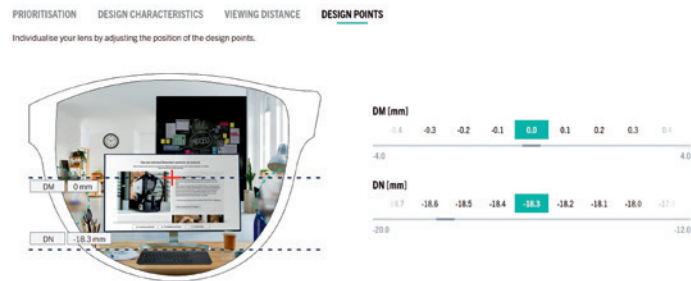 PRIORITISATION DESIGN CHARACTERISTICS VIEWING DISTANCE DESIGN POINTS
Individualise your lens by adjusting the position of the design points.
DM [mm]
-0.4 -0.3 -0.2 -0.1 0.0 0.1 0.2 0.3 0.4
-4.0 4.0
DM 0 mm
DN [mm]
-18.6 -18.5 -18.4 -18.3 -18.2 -18.1 -18.0
-20.0 -12.0
DN -18.3 mm